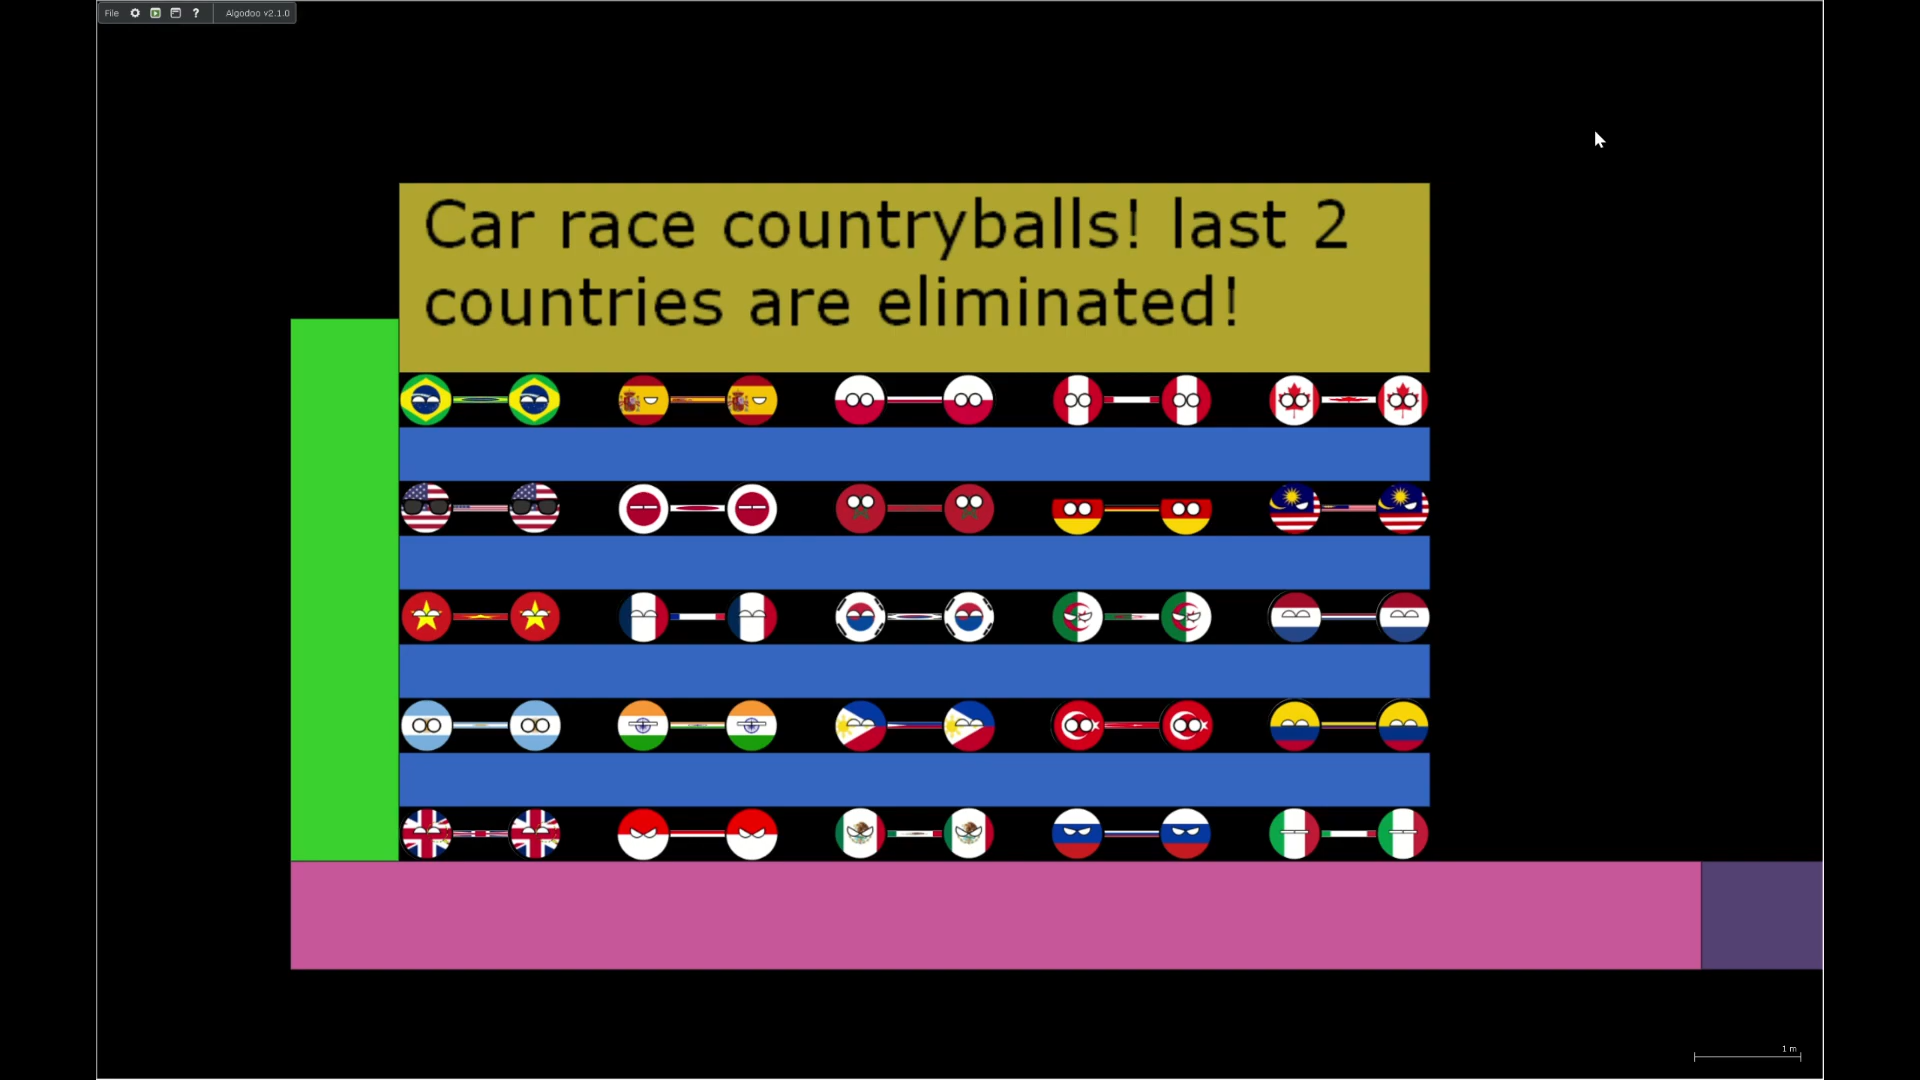 File ? Algodoo v2.1.0
Car race countryballs! last 2
countries are eliminated!
1 m